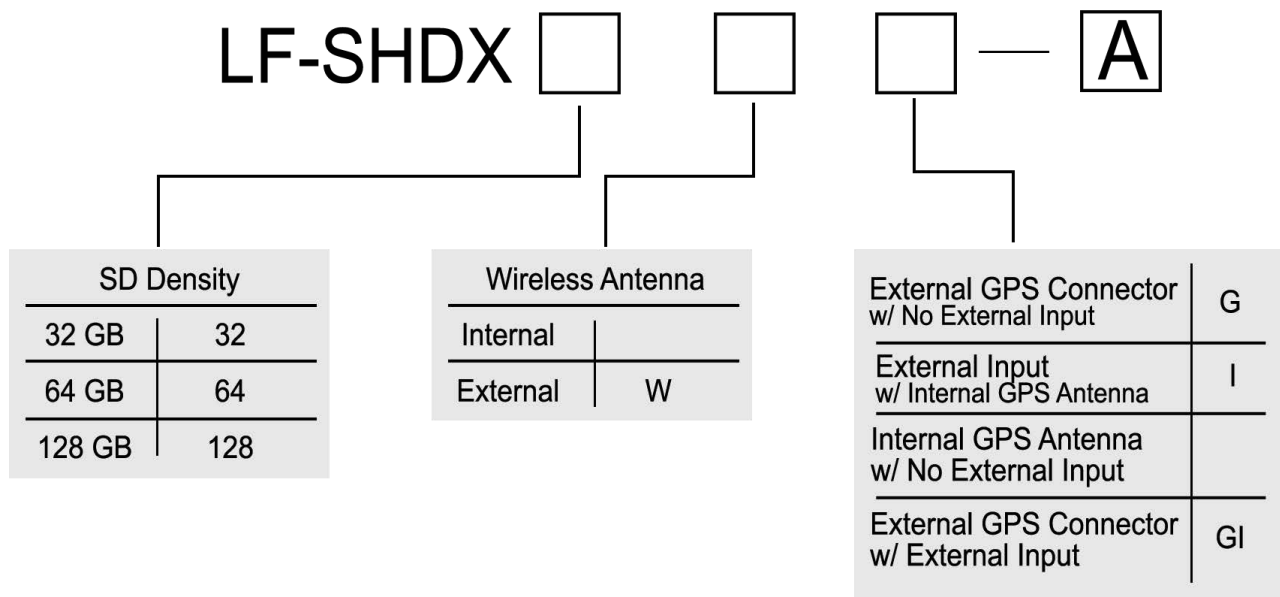 LF-SHDX — A
SD Density
32 GB 32
64 GB 64
128 GB 128
Wireless Antenna
Internal
External W
External GPS Connector
w/ No External Input G
External Input
w/ Internal GPS Antenna I
Internal GPS Antenna
w/ No External Input
External GPS Connector
w/ External Input GI